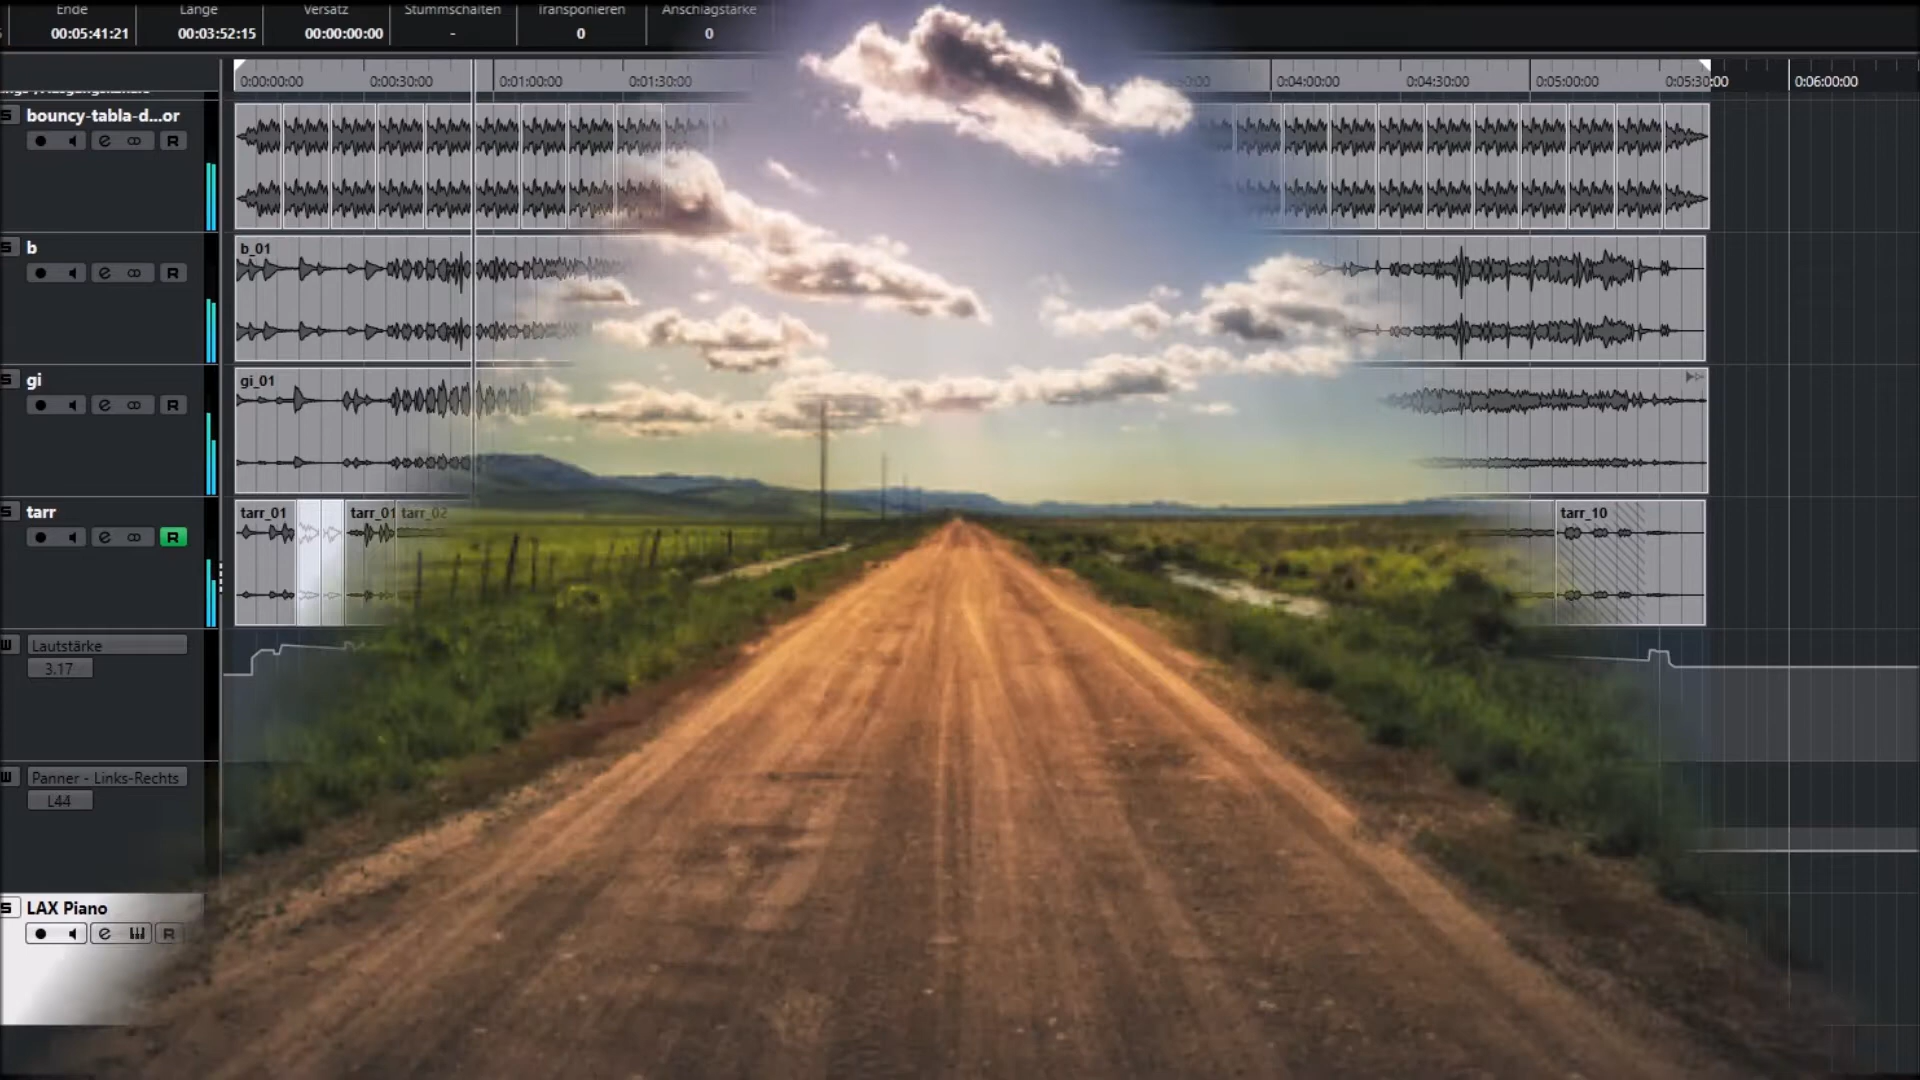 Ende Länge Versatz Stummschalten Transponieren Anschlagstärke
00:05:41:21 00:03:52:15 00:00:00:00 - 0 0
0:00:00:00 0:00:30:00 0:01:00:00 0:01:30:00 0:04:00:00 0:04:30:00 0:05:00:00 0:05:30:00 0:06:00:00
S bouncy-tabla-d...or
e R
S b b_01
e R
S gi gi_01
e R
S tarr tarr_01 tarr_01 tarr_02 tarr_10
e R
W Lautstärke
3.17
W Panner - Links-Rechts
L44
S LAX Piano
e R